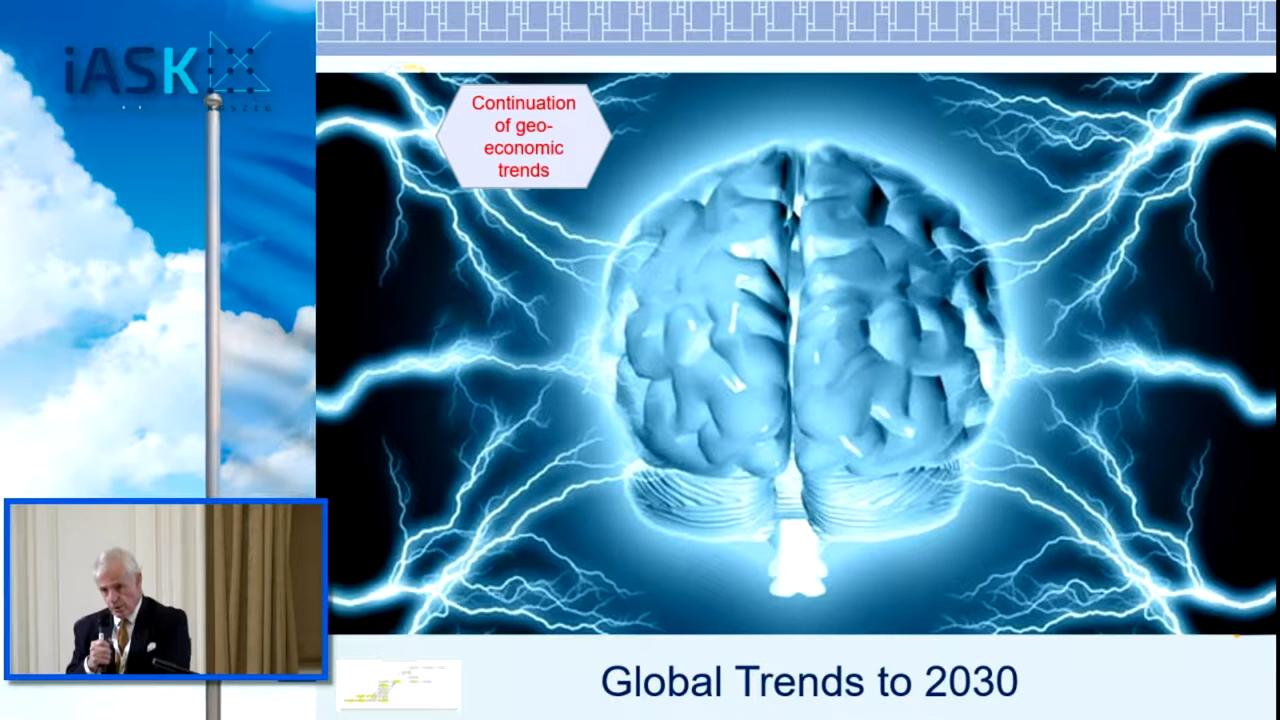 iASK
Continuation
of geo-
economic
trends
Global Trends to 2030